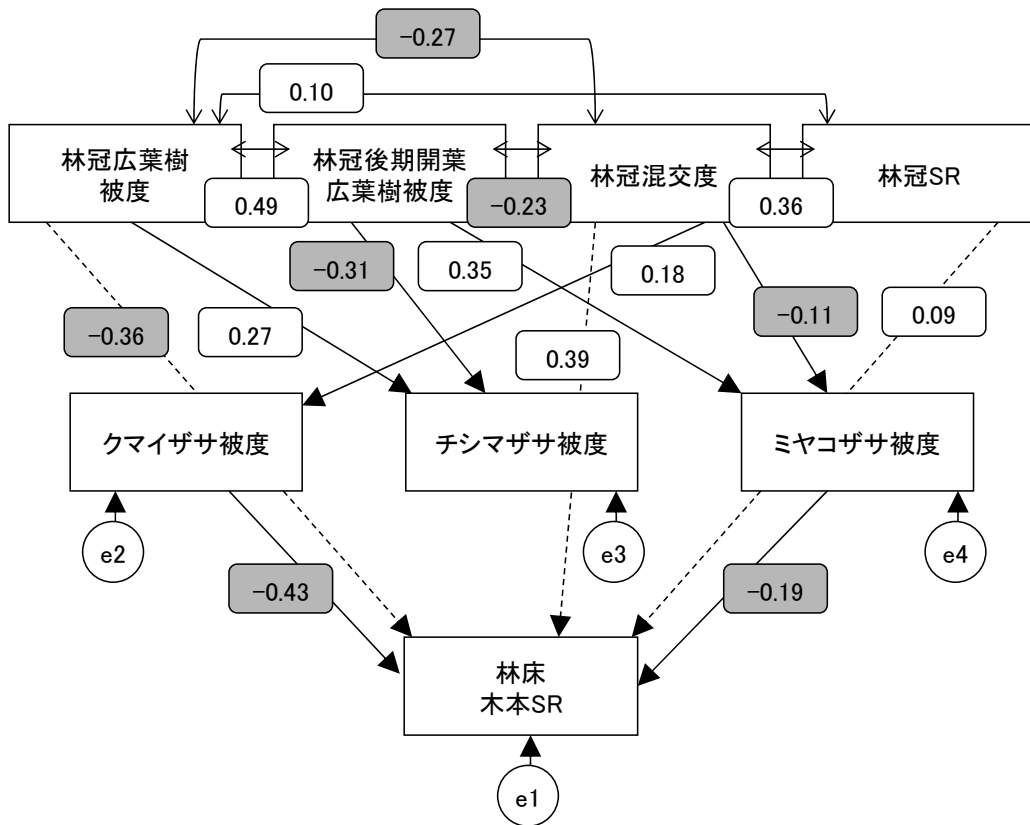 −0.27
0.10
林冠広葉樹
被度
林冠後期開葉
広葉樹被度
林冠混交度
林冠SR
0.49
−0.23
0.36
−0.31
0.35
0.18
−0.36
0.27
0.39
−0.11
0.09
クマイザサ被度
チシマザサ被度
ミヤコザサ被度
e2
e3
e4
−0.43
−0.19
林床
木本SR
e1